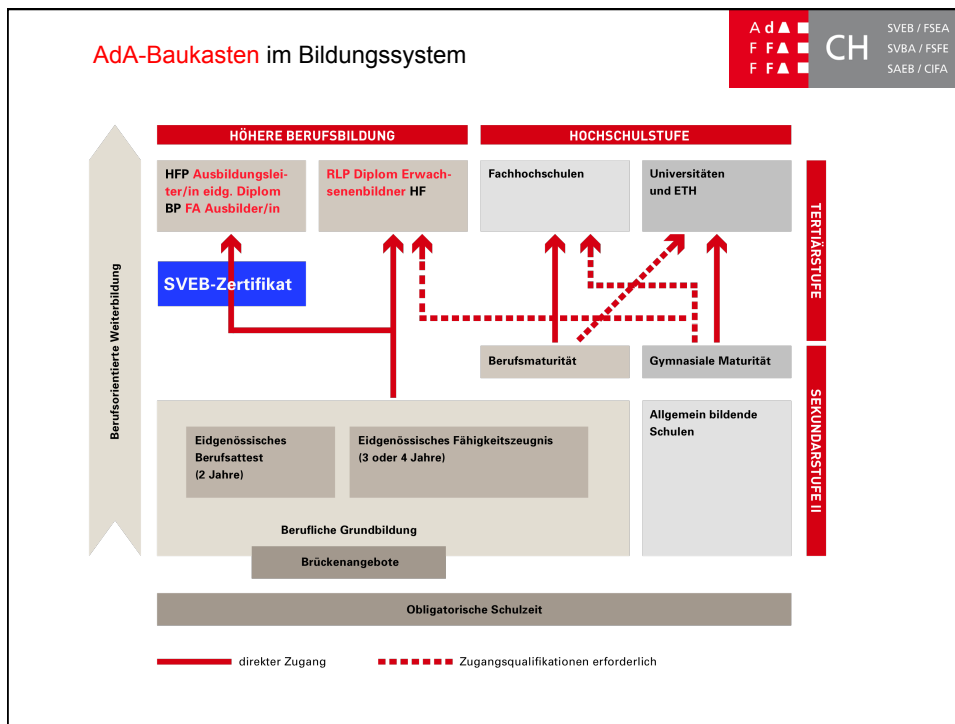 AdA-Baukasten im Bildungssystem
A d A
F F A
F F A
CH
SVEB / FSEA
SVBA / FSFE
SAEB / CIFA
HÖHERE BERUFSBILDUNG
HOCHSCHULSTUFE
HFP Ausbildungslei-
ter/in eidg. Diplom
BP FA Ausbilder/in
RLP Diplom Erwach-
senenbildner HF
Fachhochschulen
Universitäten
und ETH
TERTIÄRSTUFE
Berufsorientierte Weiterbildung
SVEB-Zertifikat
Berufsmaturität
Gymnasiale Maturität
SEKUNDARSTUFE II
Eidgenössisches
Berufsattest
(2 Jahre)
Eidgenössisches Fähigkeitszeugnis
(3 oder 4 Jahre)
Allgemein bildende
Schulen
Berufliche Grundbildung
Brückenangebote
Obligatorische Schulzeit
direkter Zugang
Zugangsqualifikationen erforderlich